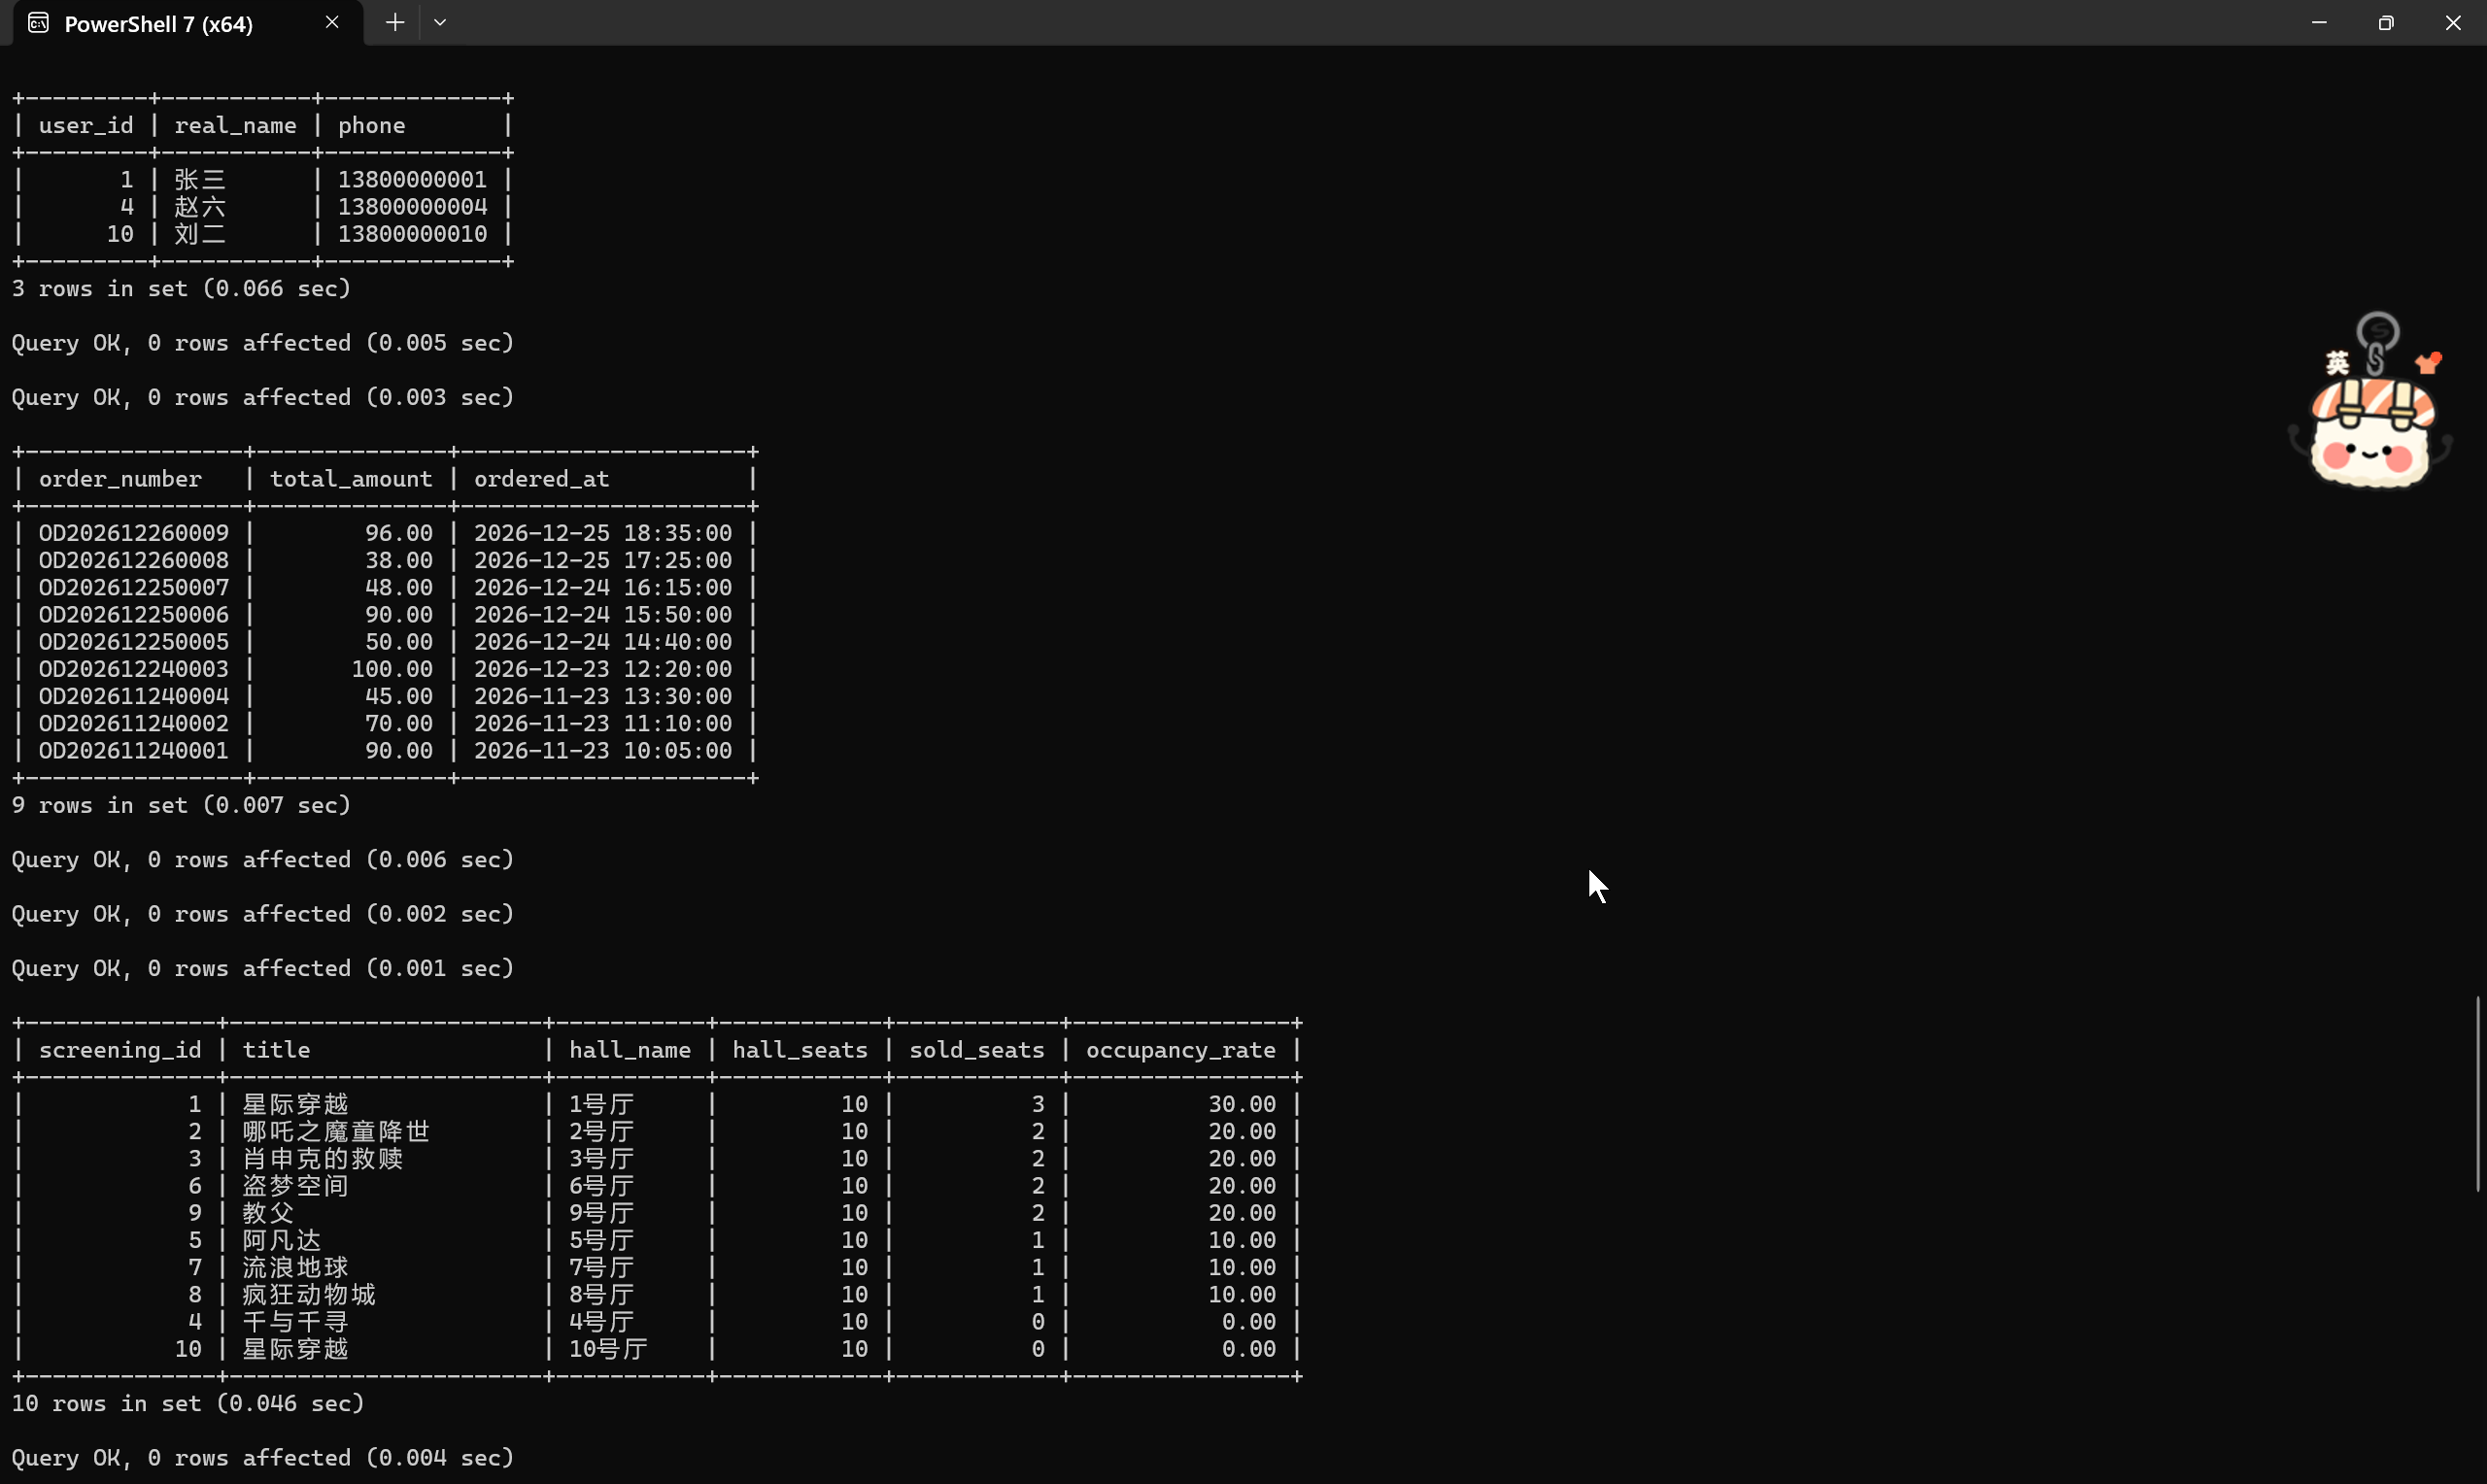 PowerShell 7 (x64)
+---------+-----------+-------------+
| user_id | real_name | phone       |
+---------+-----------+-------------+
|       1 | 张三      | 13800000001 |
|       4 | 赵六      | 13800000004 |
|      10 | 刘二      | 13800000010 |
+---------+-----------+-------------+
3 rows in set (0.066 sec)
Query OK, 0 rows affected (0.005 sec)
Query OK, 0 rows affected (0.003 sec)
英
+----------------+--------------+---------------------+
| order_number   | total_amount | ordered_at          |
+----------------+--------------+---------------------+
| OD202612260009 |        96.00 | 2026-12-25 18:35:00 |
| OD202612260008 |        38.00 | 2026-12-25 17:25:00 |
| OD202612250007 |        48.00 | 2026-12-24 16:15:00 |
| OD202612250006 |        90.00 | 2026-12-24 15:50:00 |
| OD202612250005 |        50.00 | 2026-12-24 14:40:00 |
| OD202612240003 |       100.00 | 2026-12-23 12:20:00 |
| OD202611240004 |        45.00 | 2026-11-23 13:30:00 |
| OD202611240002 |        70.00 | 2026-11-23 11:10:00 |
| OD202611240001 |        90.00 | 2026-11-23 10:05:00 |
+----------------+--------------+---------------------+
9 rows in set (0.007 sec)
Query OK, 0 rows affected (0.006 sec)
Query OK, 0 rows affected (0.002 sec)
Query OK, 0 rows affected (0.001 sec)
+--------------+-----------------------+-----------+------------+------------+----------------+
| screening_id | title                 | hall_name | hall_seats | sold_seats | occupancy_rate |
+--------------+-----------------------+-----------+------------+------------+----------------+
|            1 | 星际穿越              | 1号厅     |         10 |          3 |          30.00 |
|            2 | 哪吒之魔童降世        | 2号厅     |         10 |          2 |          20.00 |
|            3 | 肖申克的救赎          | 3号厅     |         10 |          2 |          20.00 |
|            6 | 盗梦空间              | 6号厅     |         10 |          2 |          20.00 |
|            9 | 教父                  | 9号厅     |         10 |          2 |          20.00 |
|            5 | 阿凡达                | 5号厅     |         10 |          1 |          10.00 |
|            7 | 流浪地球              | 7号厅     |         10 |          1 |          10.00 |
|            8 | 疯狂动物城            | 8号厅     |         10 |          1 |          10.00 |
|            4 | 千与千寻              | 4号厅     |         10 |          0 |           0.00 |
|           10 | 星际穿越              | 10号厅    |         10 |          0 |           0.00 |
+--------------+-----------------------+-----------+------------+------------+----------------+
10 rows in set (0.046 sec)
Query OK, 0 rows affected (0.004 sec)